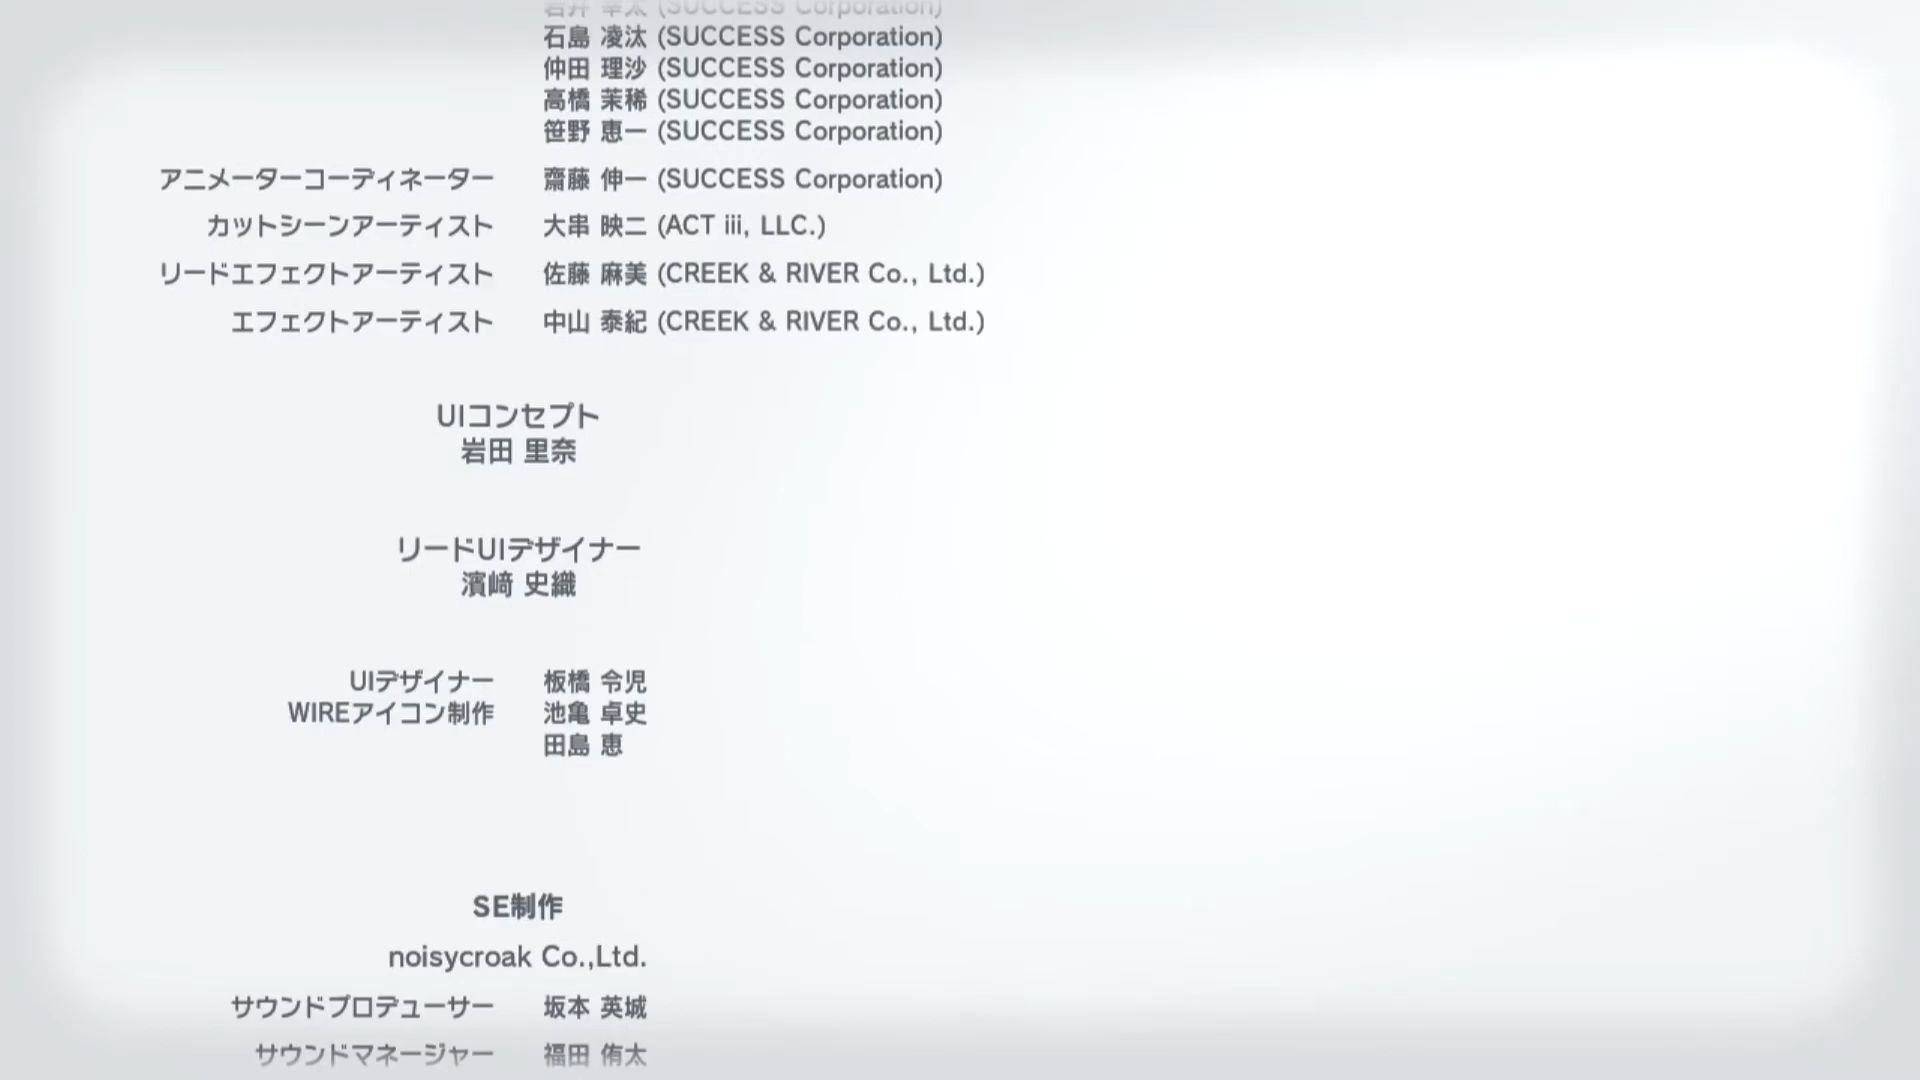 岩井 幸太 (SUCCESS Corporation)
石島 凌汰 (SUCCESS Corporation)
仲田 理沙 (SUCCESS Corporation)
高橋 茉稀 (SUCCESS Corporation)
笹野 恵一 (SUCCESS Corporation)
アニメーターコーディネーター 齋藤 伸一 (SUCCESS Corporation)
カットシーンアーティスト 大串 映二 (ACT iii, LLC.)
リードエフェクトアーティスト 佐藤 麻美 (CREEK & RIVER Co., Ltd.)
エフェクトアーティスト 中山 泰紀 (CREEK & RIVER Co., Ltd.)
UIコンセプト
岩田 里奈
リードUIデザイナー
濱﨑 史織
UIデザイナー 板橋 令児
WIREアイコン制作 池亀 卓史
田島 恵
SE制作
noisycroak Co.,Ltd.
サウンドプロデューサー 坂本 英城
サウンドマネージャー 福田 侑太